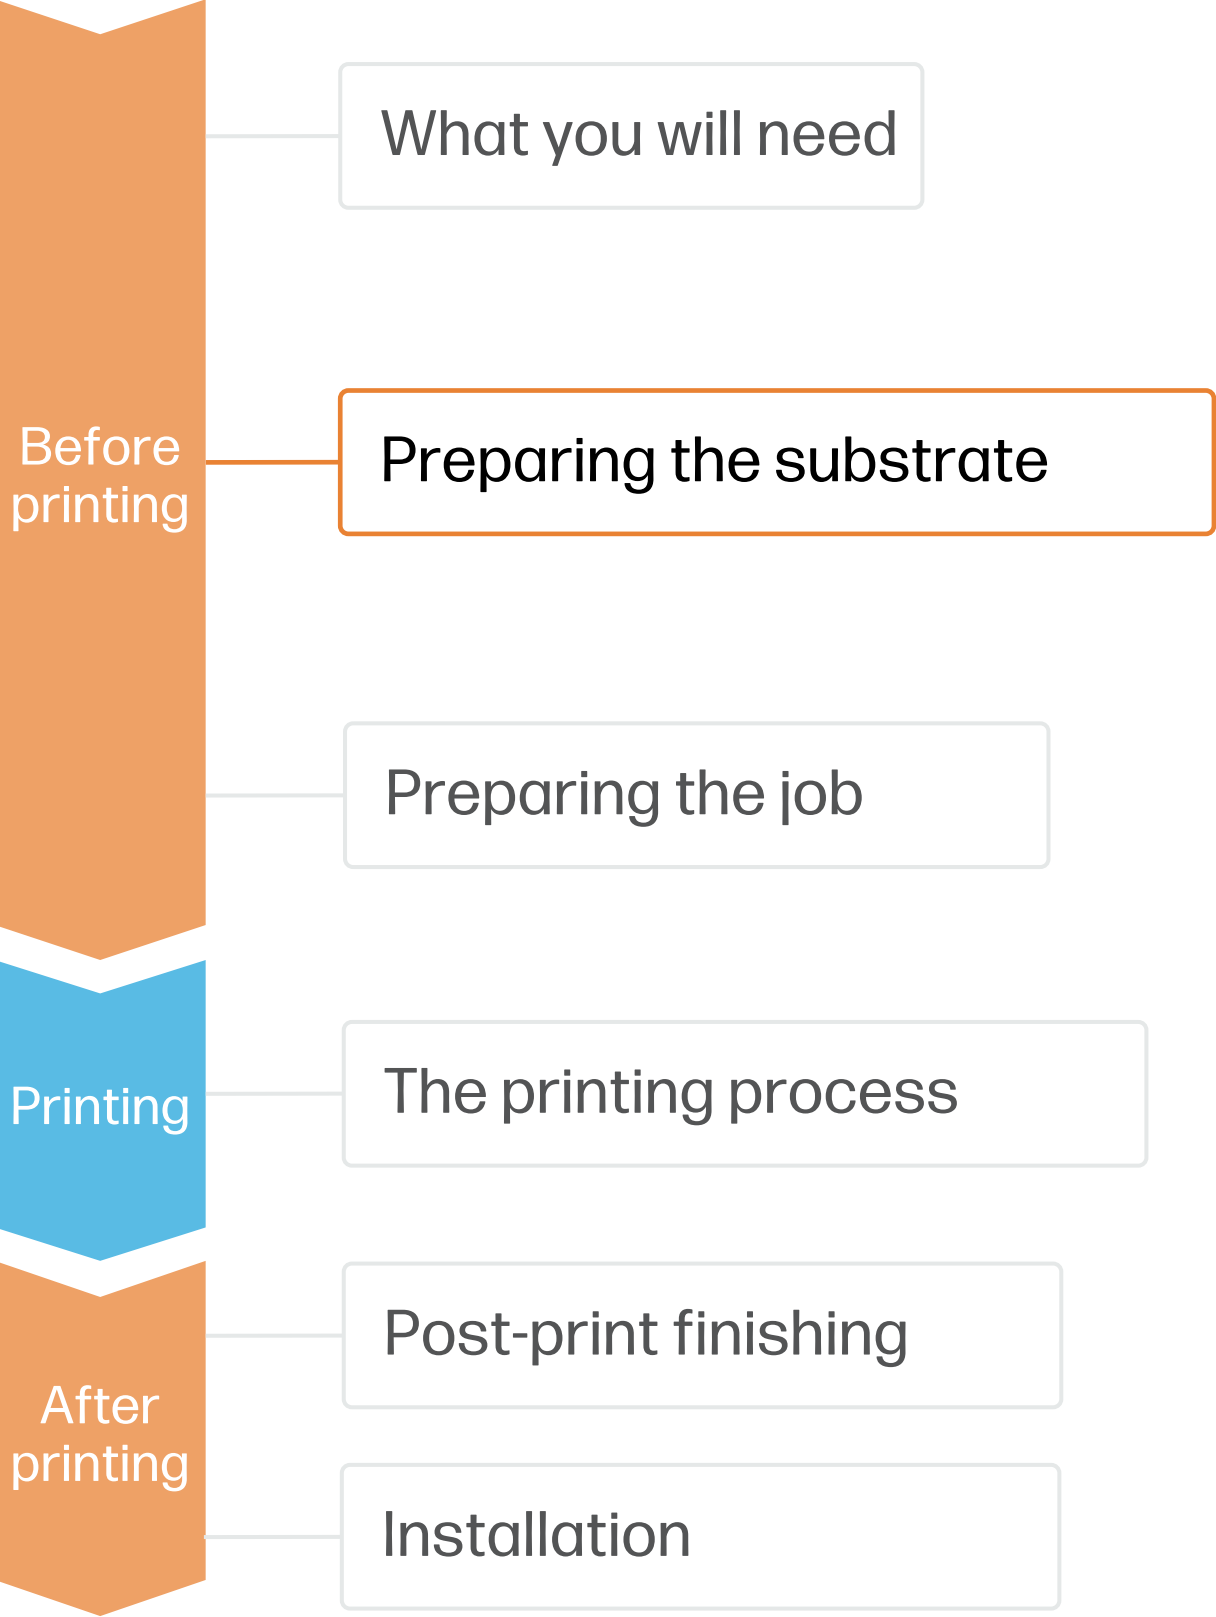 What you will need
Before
printing
Preparing the substrate
Preparing the job
Printing
The printing process
After
printing
Post-print finishing
Installation